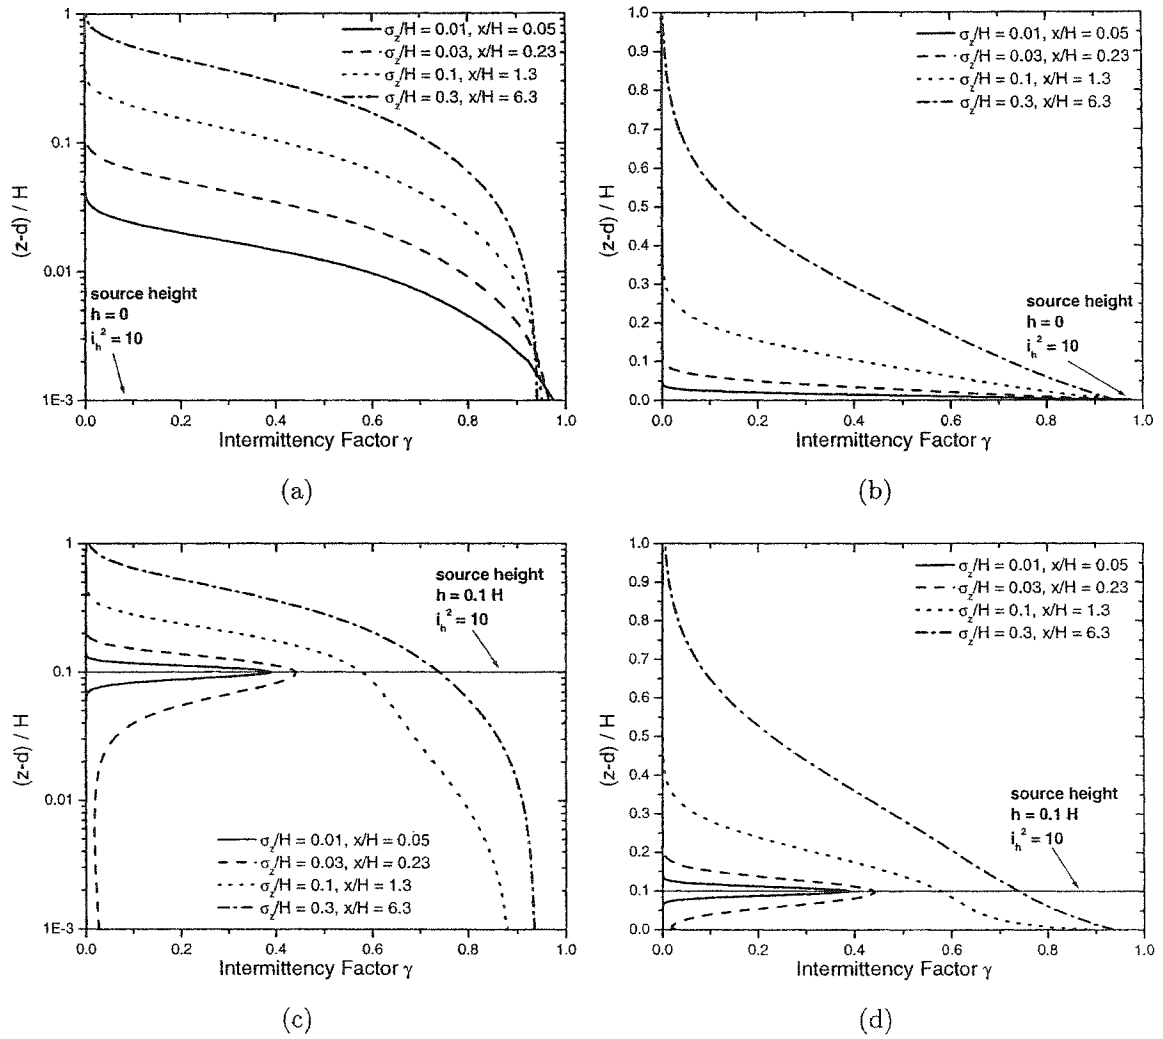 1
0.1
0.01
1E-3
(z-d) / H
σz/H = 0.01, x/H = 0.05
σz/H = 0.03, x/H = 0.23
σz/H = 0.1, x/H = 1.3
σz/H = 0.3, x/H = 6.3
source height
h = 0
i_h^2 = 10
0.0 0.2 0.4 0.6 0.8 1.0
Intermittency Factor γ
(a)
1.0
0.9
0.8
0.7
0.6
0.5
0.4
0.3
0.2
0.1
0.0
(z-d) / H
σz/H = 0.01, x/H = 0.05
σz/H = 0.03, x/H = 0.23
σz/H = 0.1, x/H = 1.3
σz/H = 0.3, x/H = 6.3
source height
h = 0
i_h^2 = 10
0.0 0.2 0.4 0.6 0.8 1.0
Intermittency Factor γ
(b)
1
0.1
0.01
1E-3
(z-d) / H
source height
h = 0.1 H
i_h^2 = 10
σz/H = 0.01, x/H = 0.05
σz/H = 0.03, x/H = 0.23
σz/H = 0.1, x/H = 1.3
σz/H = 0.3, x/H = 6.3
0.0 0.2 0.4 0.6 0.8 1.0
Intermittency Factor γ
(c)
1.0
0.9
0.8
0.7
0.6
0.5
0.4
0.3
0.2
0.1
0.0
(z-d) / H
σz/H = 0.01, x/H = 0.05
σz/H = 0.03, x/H = 0.23
σz/H = 0.1, x/H = 1.3
σz/H = 0.3, x/H = 6.3
source height
h = 0.1 H
i_h^2 = 10
0.0 0.2 0.4 0.6 0.8 1.0
Intermittency Factor γ
(d)